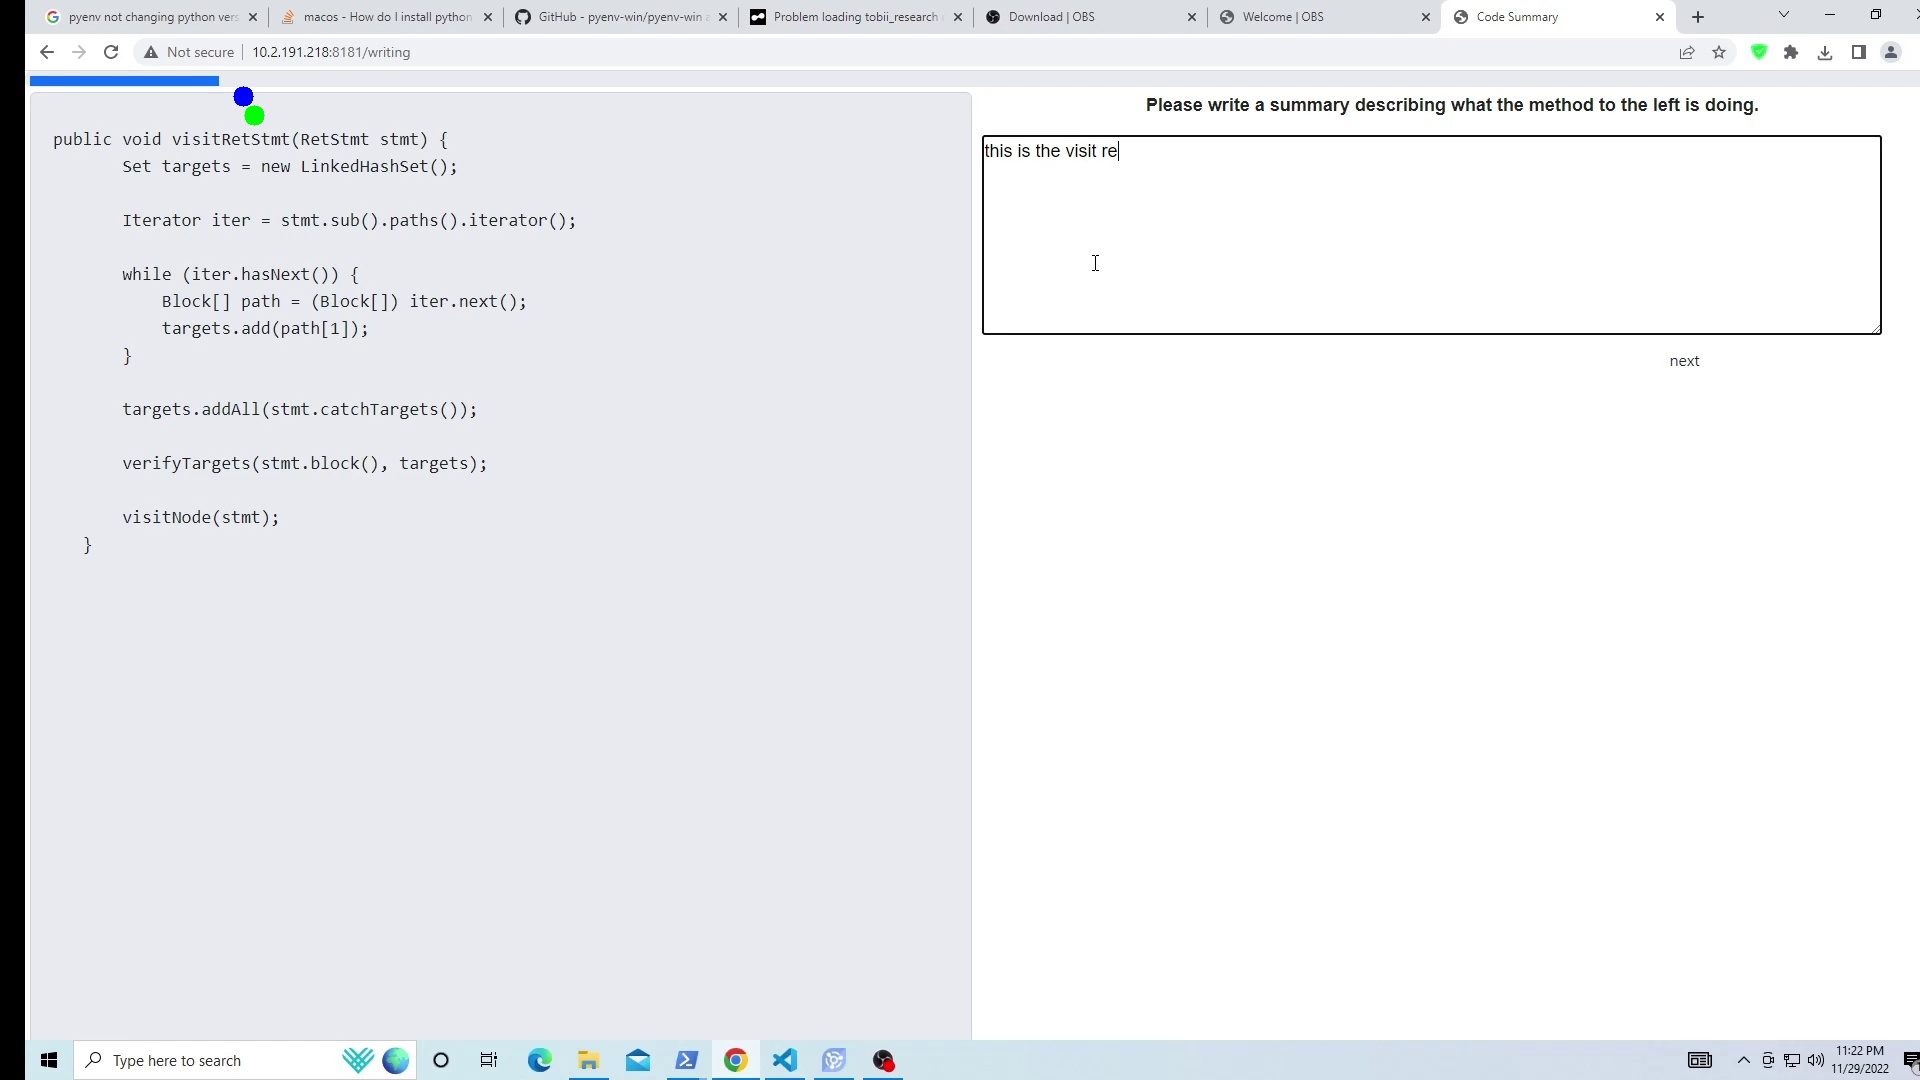 pyenv not changing python vers
macos - How do I install python
GitHub - pyenv-win/pyenv-win a
Problem loading tobii_research
Download | OBS
Welcome | OBS
Code Summary
Not secure
10.2.191.218:8181/writing
Please write a summary describing what the method to the left is doing.
public void visitRetStmt(RetStmt stmt) {
Set targets = new LinkedHashSet();
Iterator iter = stmt.sub().paths().iterator();
while (iter.hasNext()) {
Block[] path = (Block[]) iter.next();
targets.add(path[1]);
}
targets.addAll(stmt.catchTargets());
verifyTargets(stmt.block(), targets);
visitNode(stmt);
}
this is the visit re
next
Type here to search
11:22 PM
11/29/2022